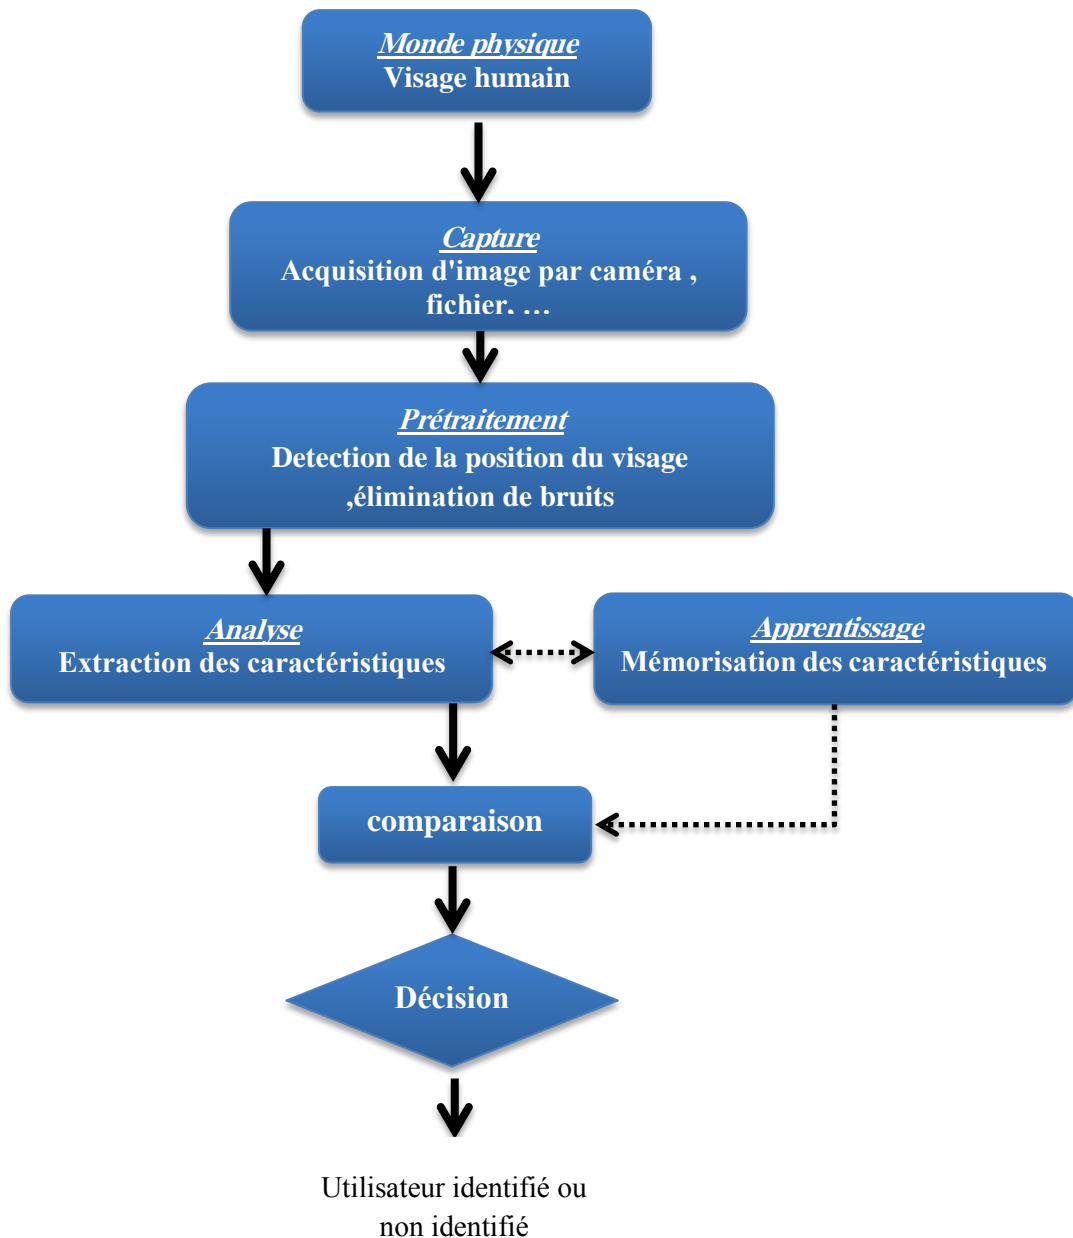 Monde physique
Visage humain
Capture
Acquisition d'image par caméra ,
fichier, …
Prétraitement
Detection de la position du visage
,élimination de bruits
Analyse
Extraction des caractéristiques
Apprentissage
Mémorisation des caractéristiques
comparaison
Décision
Utilisateur identifié ou
non identifié